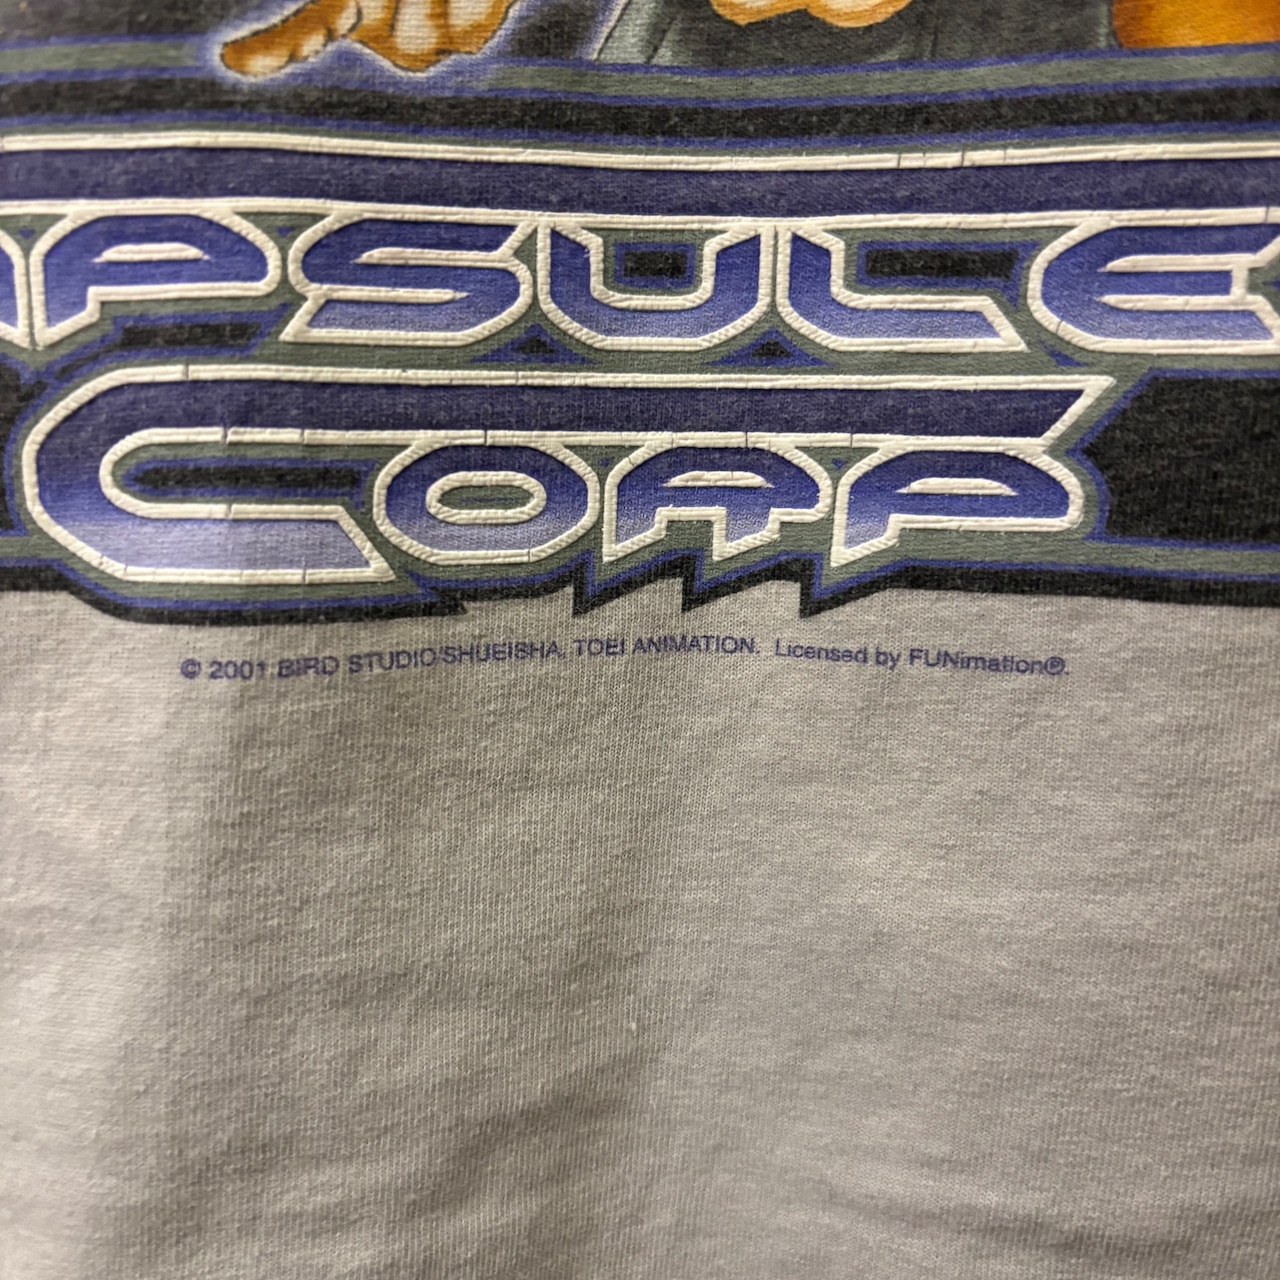 APSULE
CORP
© 2001 BIRD STUDIO/SHUEISHA, TOEI ANIMATION. Licensed by FUNimation®.